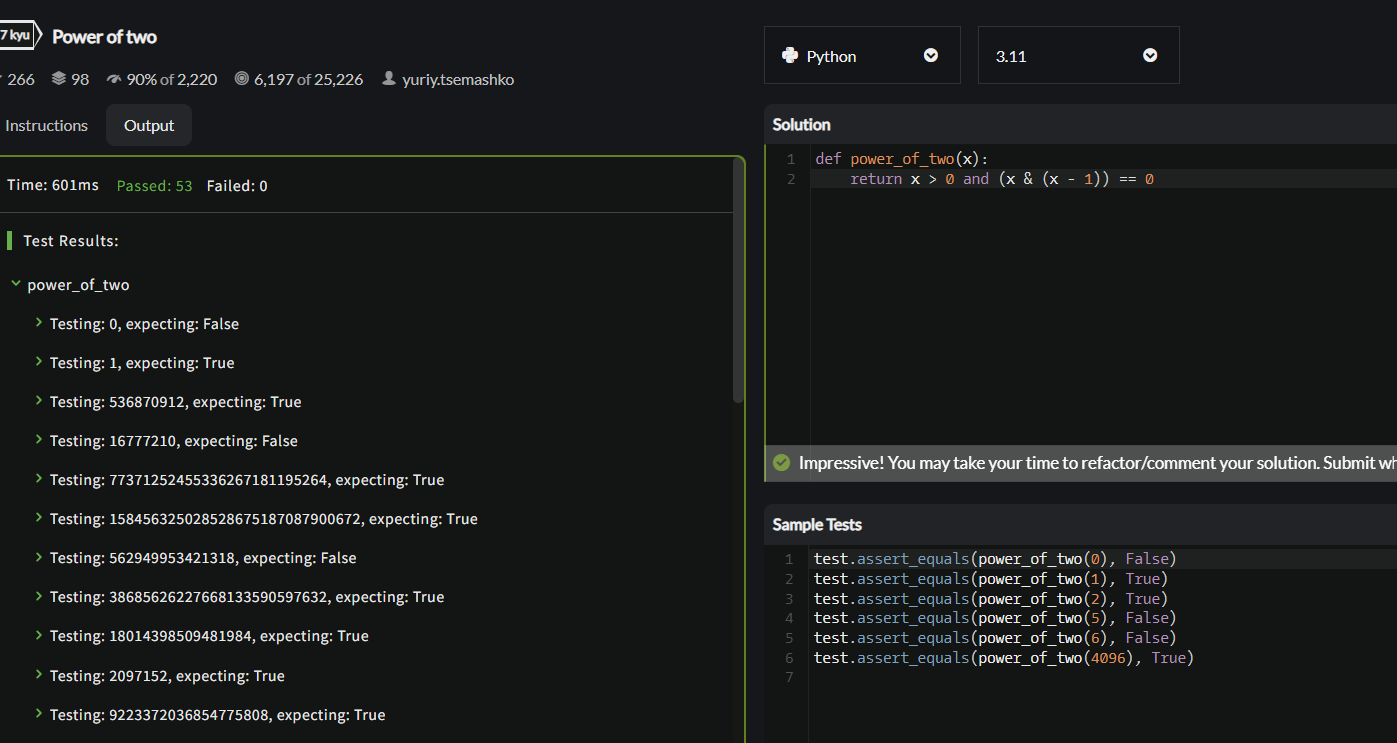 7 kyu Power of two
266 98 90% of 2,220 6,197 of 25,226 yuriy.tsemashko
Instructions Output
Time: 601ms Passed: 53 Failed: 0
Test Results:
power_of_two
Testing: 0, expecting: False
Testing: 1, expecting: True
Testing: 536870912, expecting: True
Testing: 16777210, expecting: False
Testing: 77371252455336267181195264, expecting: True
Testing: 158456325028528675187087900672, expecting: True
Testing: 562949953421318, expecting: False
Testing: 38685626227668133590597632, expecting: True
Testing: 18014398509481984, expecting: True
Testing: 2097152, expecting: True
Testing: 9223372036854775808, expecting: True
Python 3.11
Solution
1 def power_of_two(x):
2 return x > 0 and (x & (x - 1)) == 0
Impressive! You may take your time to refactor/comment your solution. Submit wh
Sample Tests
1 test.assert_equals(power_of_two(0), False)
2 test.assert_equals(power_of_two(1), True)
3 test.assert_equals(power_of_two(2), True)
4 test.assert_equals(power_of_two(5), False)
5 test.assert_equals(power_of_two(6), False)
6 test.assert_equals(power_of_two(4096), True)
7